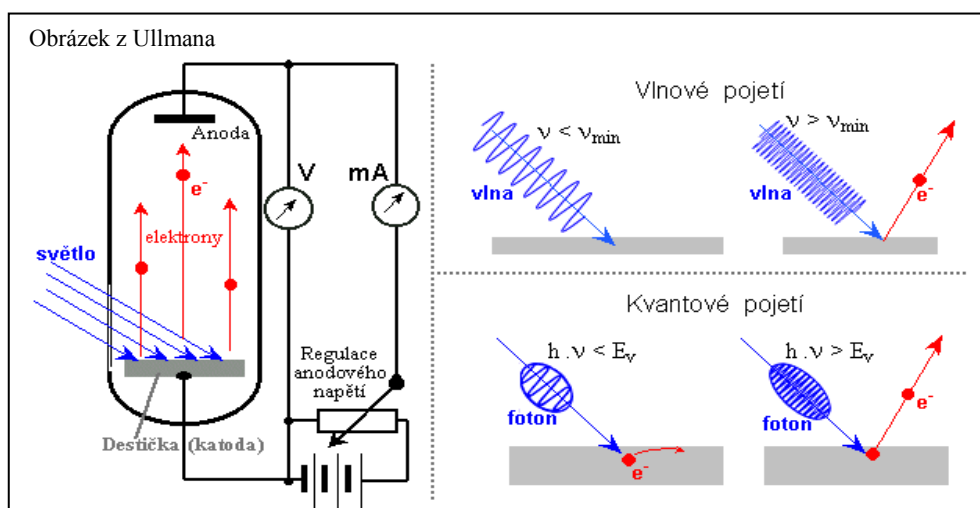 Obrázek z Ullmana
Anoda
e-
elektrony
světlo
Destička (katoda)
V
mA
Regulace
anodového
napětí
Vlnové pojetí
ν < νmin
vlna
ν > νmin
vlna
e-
Kvantové pojetí
h .ν < Ev
foton
e-
h .ν > Ev
foton
e-